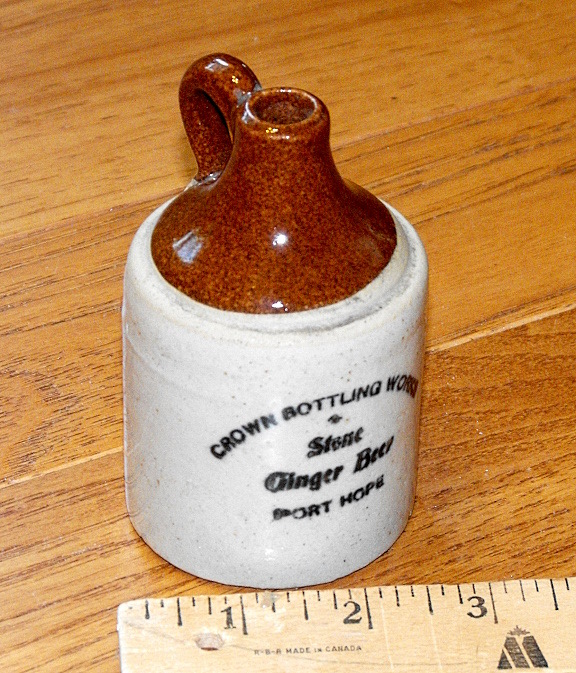 CROWN BOTTLING WORKS
Stone
Ginger Beer
PORT HOPE
1 2 3
R-B-R MADE IN CANADA